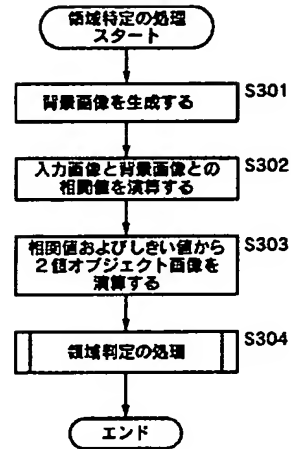 領域特定の処理
スタート
S301
背景画像を生成する
S302
入力画像と背景画像との
相関値を演算する
S303
相関値およびしきい値から
2値オブジェクト画像を
演算する
S304
領域判定の処理
エンド